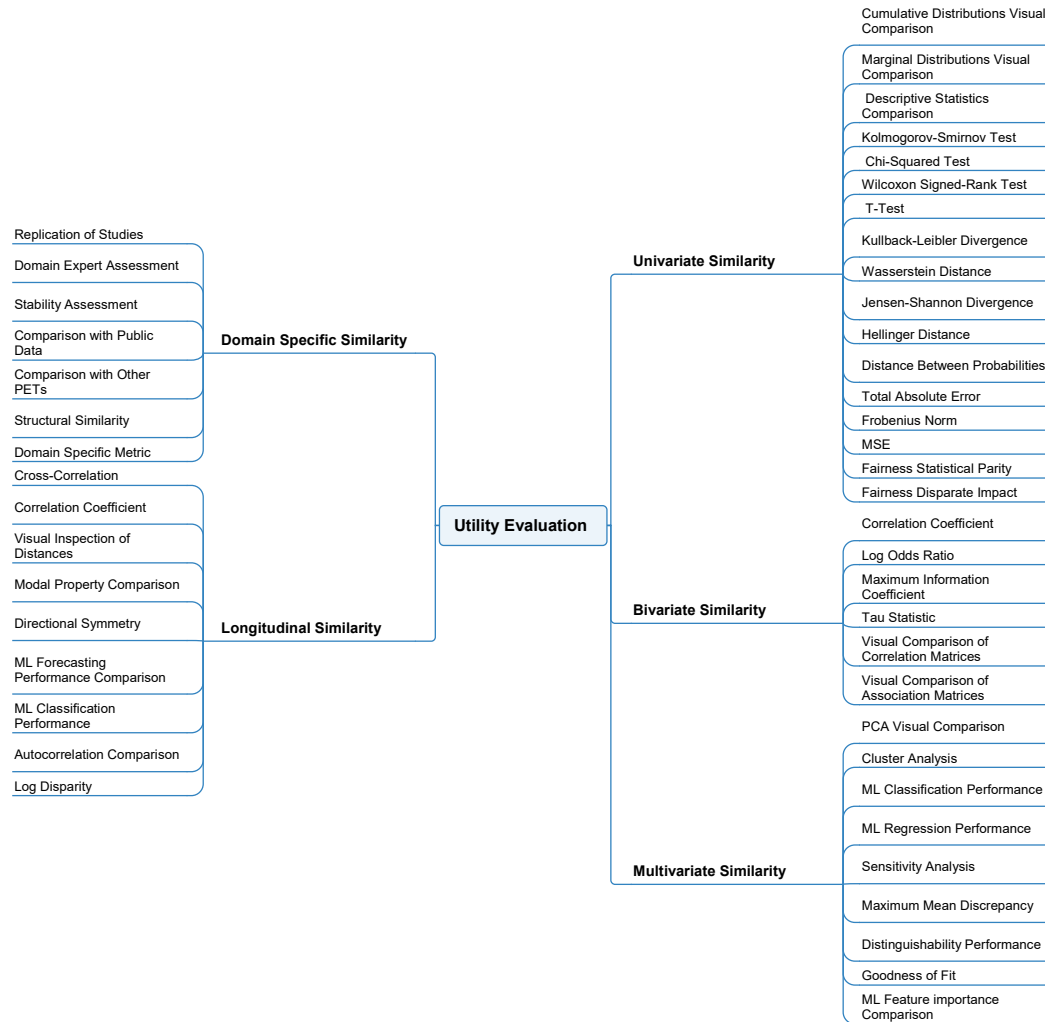 Cumulative Distributions Visual
Comparison
Marginal Distributions Visual
Comparison
Descriptive Statistics
Comparison
Kolmogorov-Smirnov Test
Chi-Squared Test
Wilcoxon Signed-Rank Test
T-Test
Kullback-Leibler Divergence
Wasserstein Distance
Jensen-Shannon Divergence
Hellinger Distance
Distance Between Probabilities
Total Absolute Error
Frobenius Norm
MSE
Fairness Statistical Parity
Fairness Disparate Impact
Univariate Similarity
Replication of Studies
Domain Expert Assessment
Stability Assessment
Comparison with Public
Data
Comparison with Other
PETs
Structural Similarity
Domain Specific Metric
Domain Specific Similarity
Cross-Correlation
Correlation Coefficient
Visual Inspection of
Distances
Modal Property Comparison
Directional Symmetry
ML Forecasting
Performance Comparison
ML Classification
Performance
Autocorrelation Comparison
Log Disparity
Longitudinal Similarity
Utility Evaluation
Correlation Coefficient
Log Odds Ratio
Maximum Information
Coefficient
Tau Statistic
Visual Comparison of
Correlation Matrices
Visual Comparison of
Association Matrices
Bivariate Similarity
PCA Visual Comparison
Cluster Analysis
ML Classification Performance
ML Regression Performance
Sensitivity Analysis
Maximum Mean Discrepancy
Distinguishability Performance
Goodness of Fit
ML Feature importance
Comparison
Multivariate Similarity